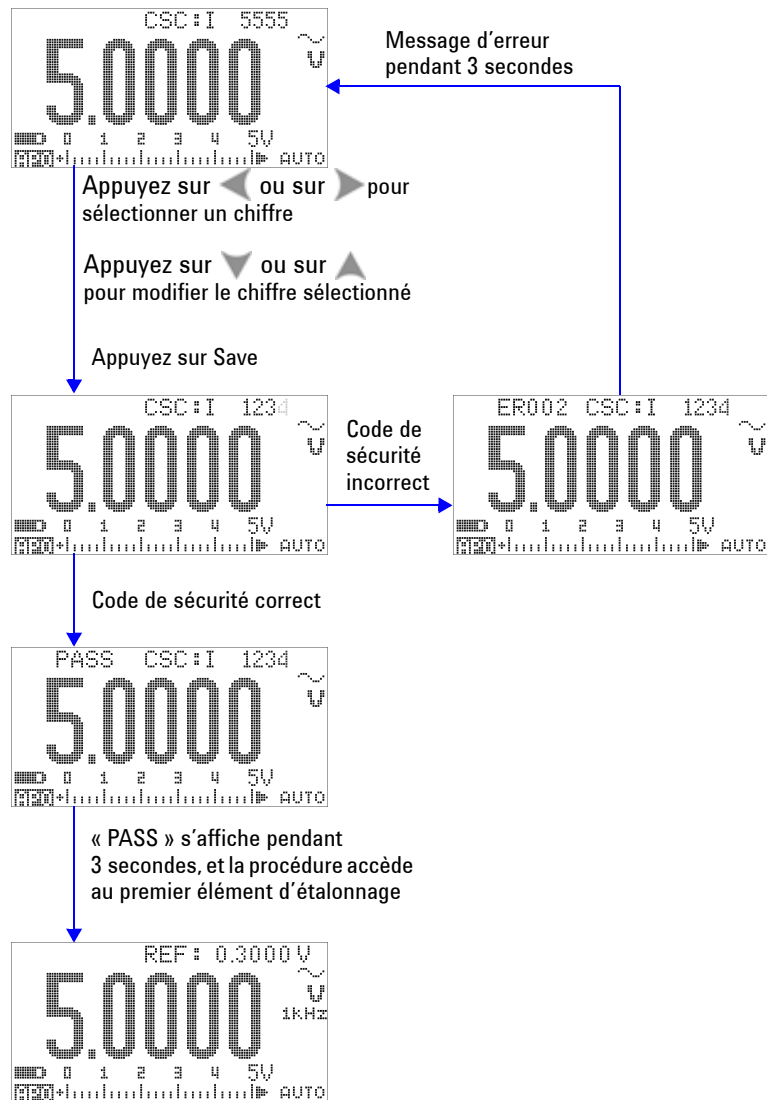 CSC:I 5555
5.0000
V
0 1 2 3 4 5V
APO AUTO
Message d'erreur
pendant 3 secondes
Appuyez sur ou sur pour
sélectionner un chiffre
Appuyez sur ou sur
pour modifier le chiffre sélectionné
Appuyez sur Save
CSC:I 1234
5.0000
V
0 1 2 3 4 5V
APO AUTO
Code de
sécurité
incorrect
ER002 CSC:I 1234
5.0000
V
0 1 2 3 4 5V
APO AUTO
Code de sécurité correct
PASS CSC:I 1234
5.0000
V
0 1 2 3 4 5V
APO AUTO
« PASS » s'affiche pendant
3 secondes, et la procédure accède
au premier élément d'étalonnage
REF: 0.3000 V
5.0000
V
1kHz
0 1 2 3 4 5V
APO AUTO